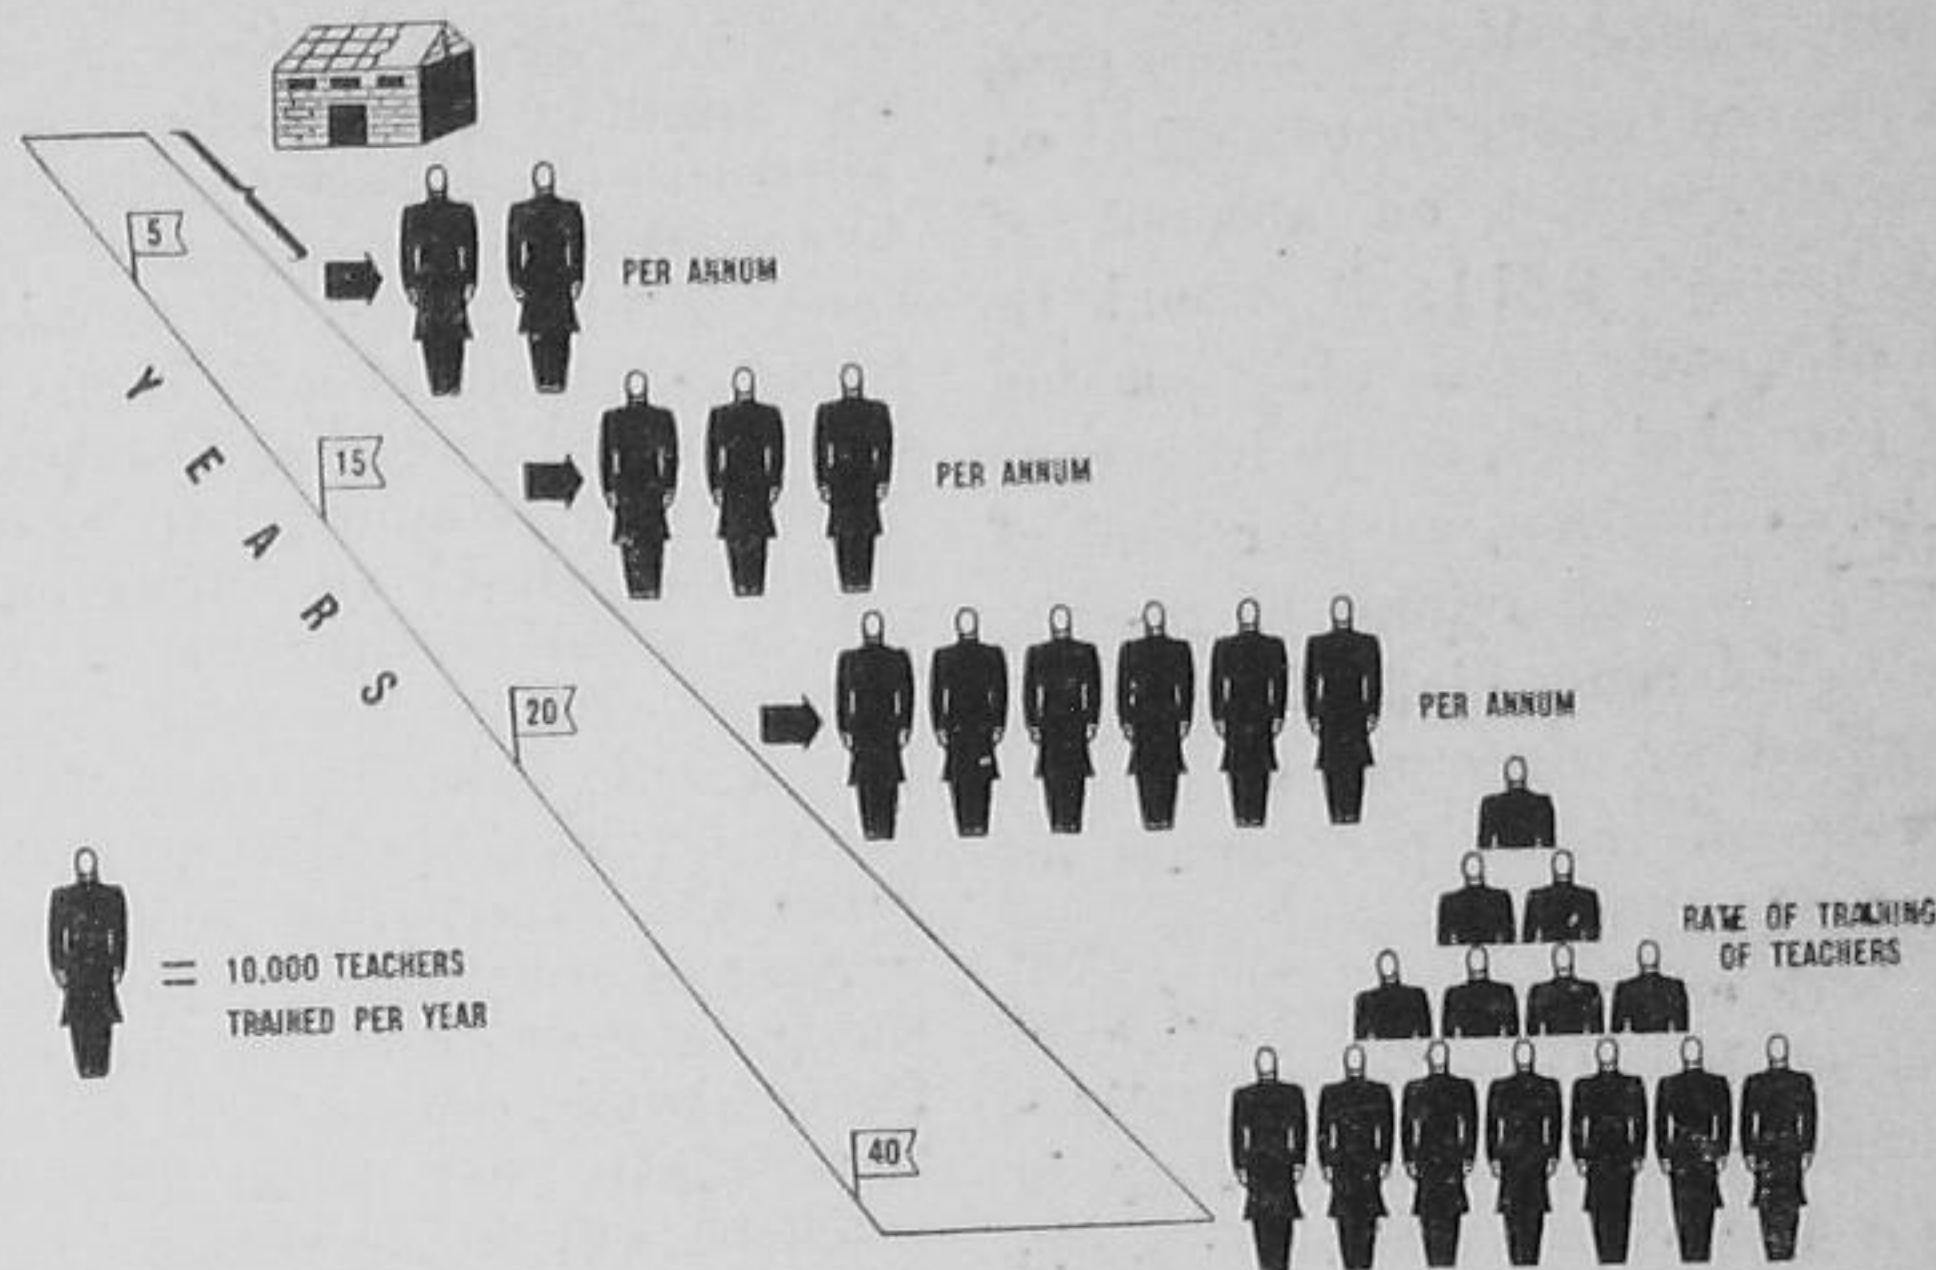 5
PER ANNUM
15
PER ANNUM
YEARS
20
PER ANNUM
= 10.000 TEACHERS
TRAINED PER YEAR
RATE OF TRAINING
OF TEACHERS
40